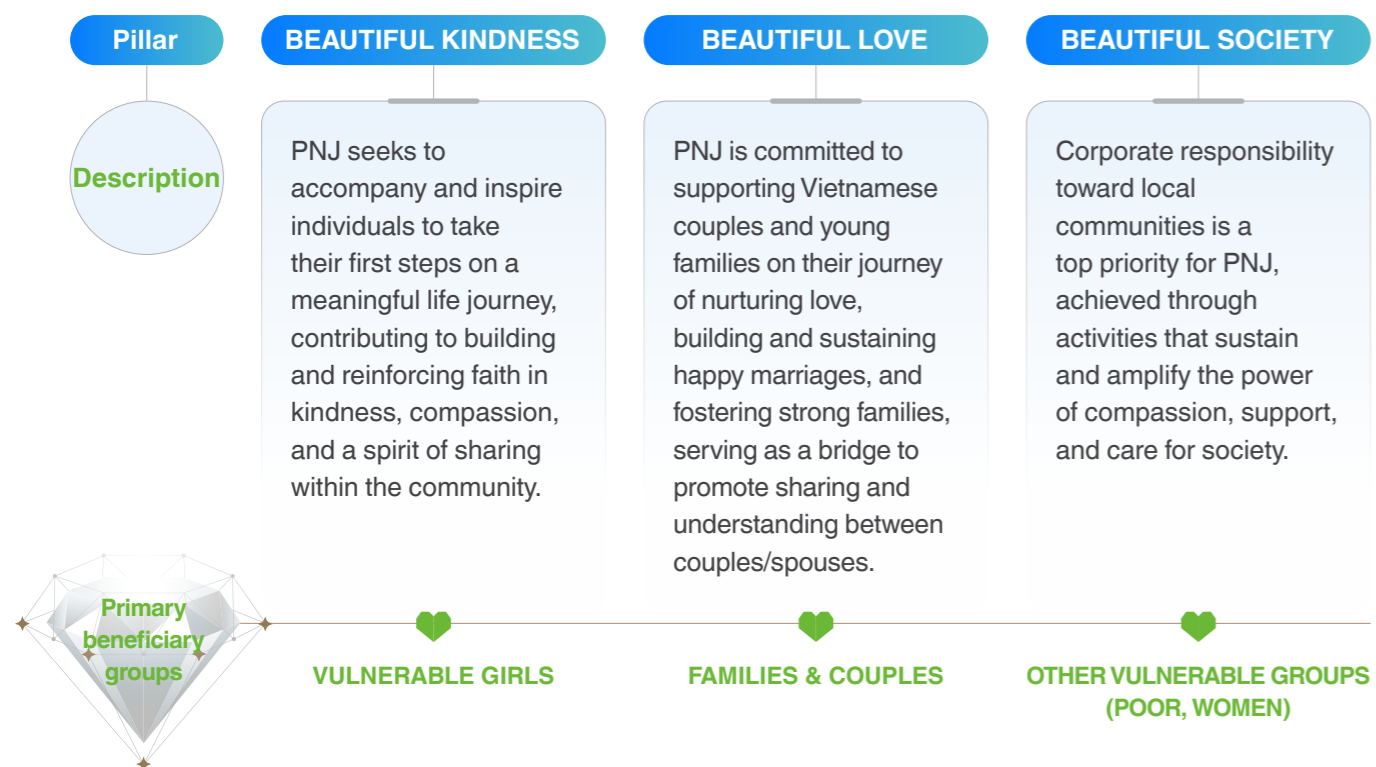 Pillar
BEAUTIFUL KINDNESS
BEAUTIFUL LOVE
BEAUTIFUL SOCIETY
Description
PNJ seeks to
accompany and inspire
individuals to take
their first steps on a
meaningful life journey,
contributing to building
and reinforcing faith in
kindness, compassion,
and a spirit of sharing
within the community.
PNJ is committed to
supporting Vietnamese
couples and young
families on their journey
of nurturing love,
building and sustaining
happy marriages, and
fostering strong families,
serving as a bridge to
promote sharing and
understanding between
couples/spouses.
Corporate responsibility
toward local
communities is a
top priority for PNJ,
achieved through
activities that sustain
and amplify the power
of compassion, support,
and care for society.
Primary
beneficiary
groups
VULNERABLE GIRLS
FAMILIES & COUPLES
OTHER VULNERABLE GROUPS
(POOR, WOMEN)